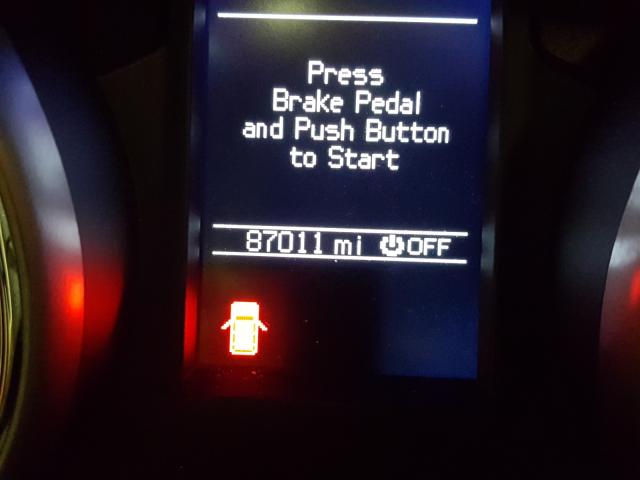 Press
Brake Pedal
and Push Button
to Start
87011 mi OFF